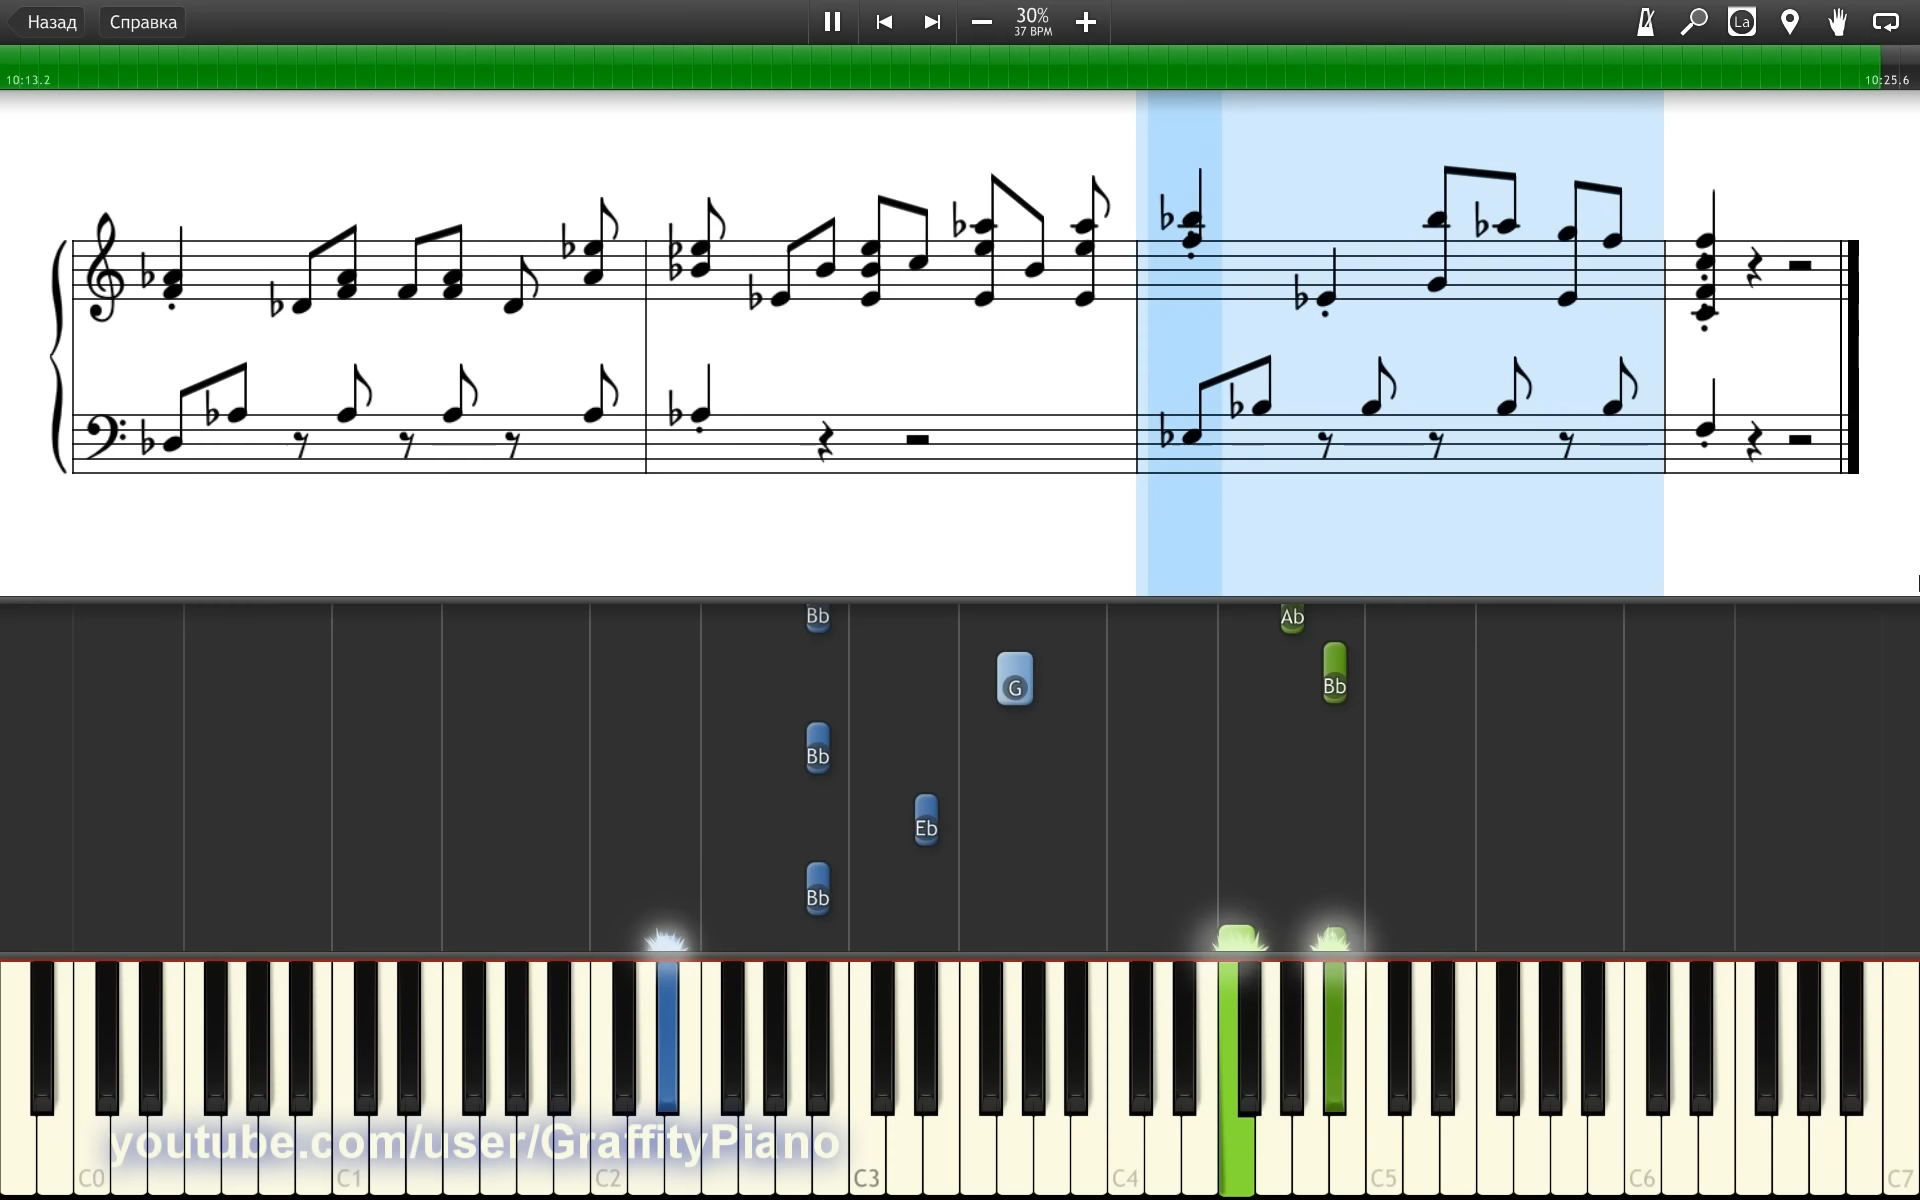 Назад
Справка
30%
37 BPM
La
10:13.2
10:25.6
Bb
Ab
G
Bb
Bb
Eb
Bb
youtube.com/user/GraffityPiano
C0
C1
C2
C3
C4
C5
C6
C7